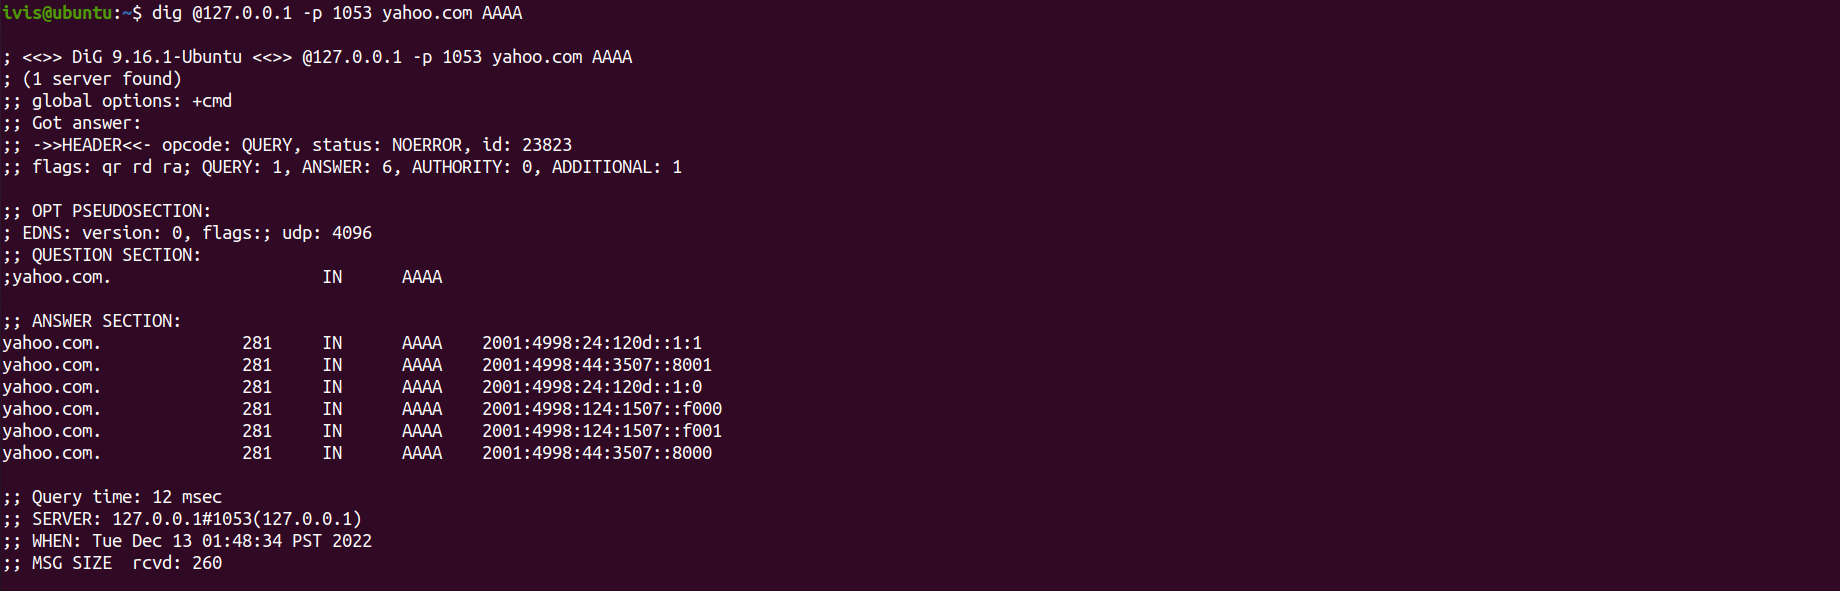 ivis@ubuntu:~$ dig @127.0.0.1 -p 1053 yahoo.com AAAA

; <<>> DiG 9.16.1-Ubuntu <<>> @127.0.0.1 -p 1053 yahoo.com AAAA
; (1 server found)
;; global options: +cmd
;; Got answer:
;; ->>HEADER<<- opcode: QUERY, status: NOERROR, id: 23823
;; flags: qr rd ra; QUERY: 1, ANSWER: 6, AUTHORITY: 0, ADDITIONAL: 1

;; OPT PSEUDOSECTION:
; EDNS: version: 0, flags:; udp: 4096
;; QUESTION SECTION:
;yahoo.com.                     IN      AAAA

;; ANSWER SECTION:
yahoo.com.              281     IN      AAAA    2001:4998:24:120d::1:1
yahoo.com.              281     IN      AAAA    2001:4998:44:3507::8001
yahoo.com.              281     IN      AAAA    2001:4998:24:120d::1:0
yahoo.com.              281     IN      AAAA    2001:4998:124:1507::f000
yahoo.com.              281     IN      AAAA    2001:4998:124:1507::f001
yahoo.com.              281     IN      AAAA    2001:4998:44:3507::8000

;; Query time: 12 msec
;; SERVER: 127.0.0.1#1053(127.0.0.1)
;; WHEN: Tue Dec 13 01:48:34 PST 2022
;; MSG SIZE  rcvd: 260